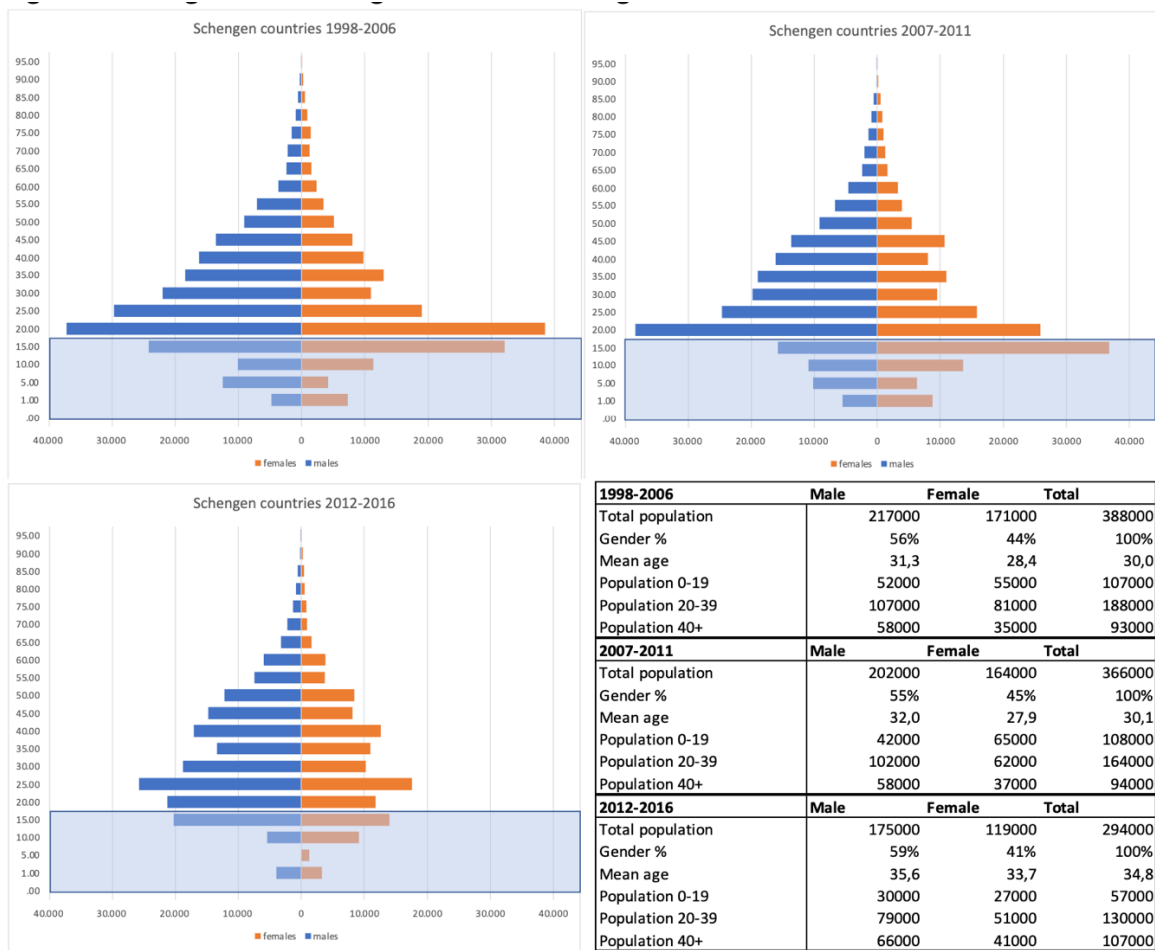 Schengen countries 1998-2006
95.00
90.00
85.00
80.00
75.00
70.00
65.00
60.00
55.00
50.00
45.00
40.00
35.00
30.00
25.00
20.00
15.00
10.00
5.00
1.00
.00
40.000 30.000 20.000 10.000 0 10.000 20.000 30.000 40.000
females males
Schengen countries 2007-2011
95.00
90.00
85.00
80.00
75.00
70.00
65.00
60.00
55.00
50.00
45.00
40.00
35.00
30.00
25.00
20.00
15.00
10.00
5.00
1.00
.00
40.000 30.000 20.000 10.000 0 10.000 20.000 30.000 40.000
females males
Schengen countries 2012-2016
95.00
90.00
85.00
80.00
75.00
70.00
65.00
60.00
55.00
50.00
45.00
40.00
35.00
30.00
25.00
20.00
15.00
10.00
5.00
1.00
.00
40.000 30.000 20.000 10.000 0 10.000 20.000 30.000 40.000
females males
1998-2006 Male Female Total
Total population 217000 171000 388000
Gender % 56% 44% 100%
Mean age 31,3 28,4 30,0
Population 0-19 52000 55000 107000
Population 20-39 107000 81000 188000
Population 40+ 58000 35000 93000
2007-2011 Male Female Total
Total population 202000 164000 366000
Gender % 55% 45% 100%
Mean age 32,0 27,9 30,1
Population 0-19 42000 65000 108000
Population 20-39 102000 62000 164000
Population 40+ 58000 37000 94000
2012-2016 Male Female Total
Total population 175000 119000 294000
Gender % 59% 41% 100%
Mean age 35,6 33,7 34,8
Population 0-19 30000 27000 57000
Population 20-39 79000 51000 130000
Population 40+ 66000 41000 107000